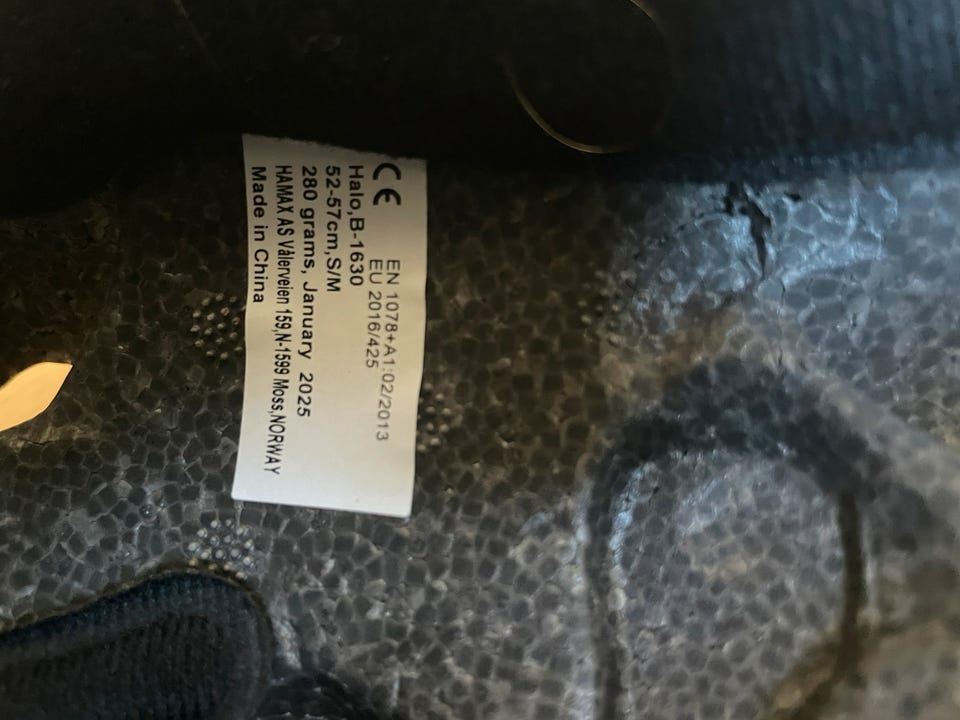 CE EN 1078+A1:02/2013
EU 2016/425
Halo,B-1630
52-57cm,S/M
280 grams, January 2025
HAMAX AS Vålerveien 159,N-1599 Moss,NORWAY
Made in China